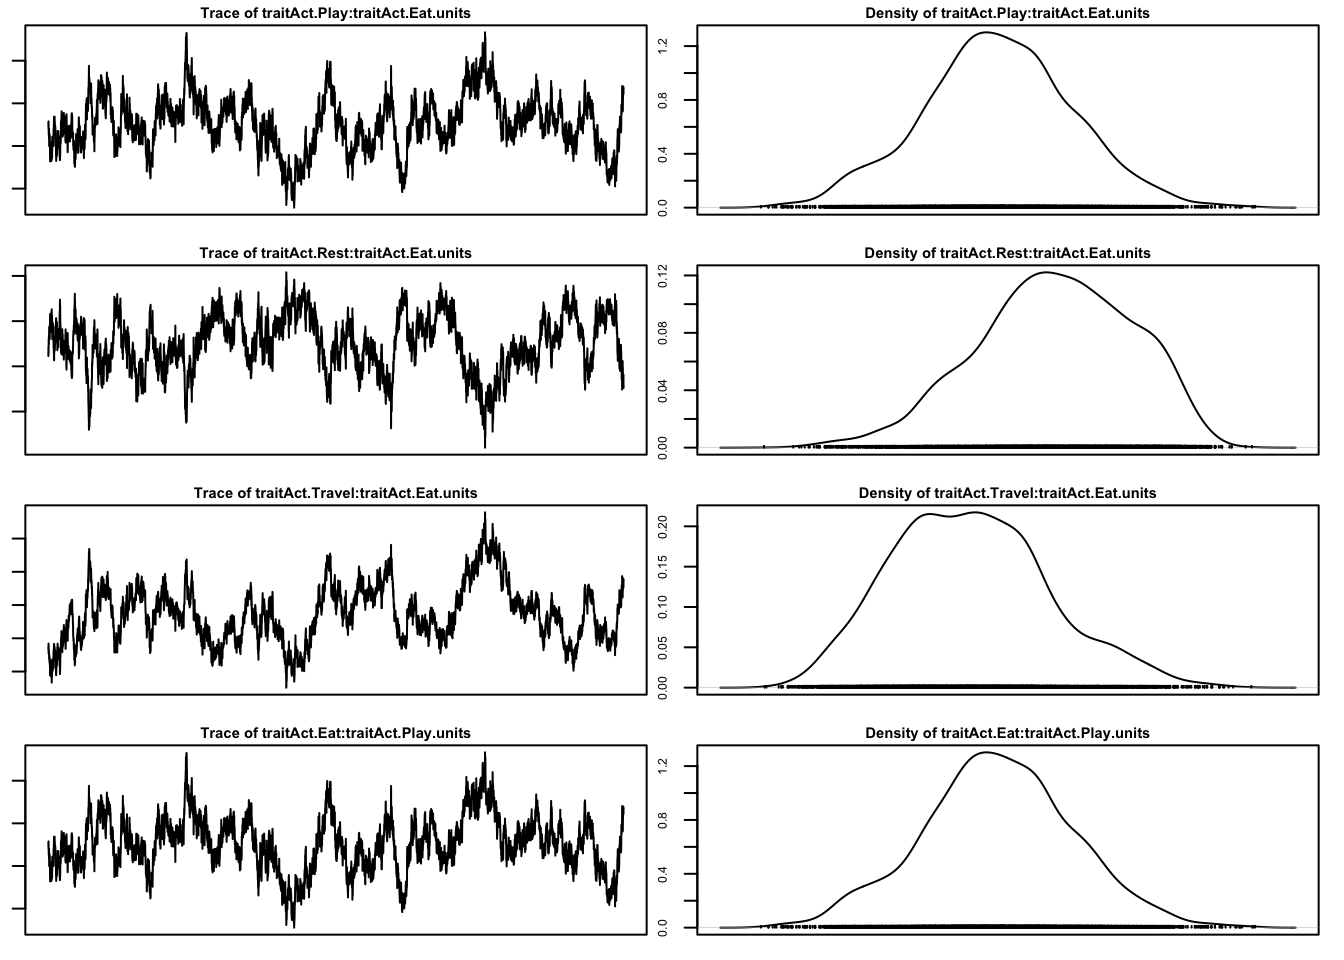 Trace of traitAct.Play:traitAct.Eat.units
Density of traitAct.Play:traitAct.Eat.units
0.0 0.4 0.8 1.2
Trace of traitAct.Rest:traitAct.Eat.units
Density of traitAct.Rest:traitAct.Eat.units
0.00 0.04 0.08 0.12
Trace of traitAct.Travel:traitAct.Eat.units
Density of traitAct.Travel:traitAct.Eat.units
0.00 0.05 0.10 0.15 0.20
Trace of traitAct.Eat:traitAct.Play.units
Density of traitAct.Eat:traitAct.Play.units
0.0 0.4 0.8 1.2